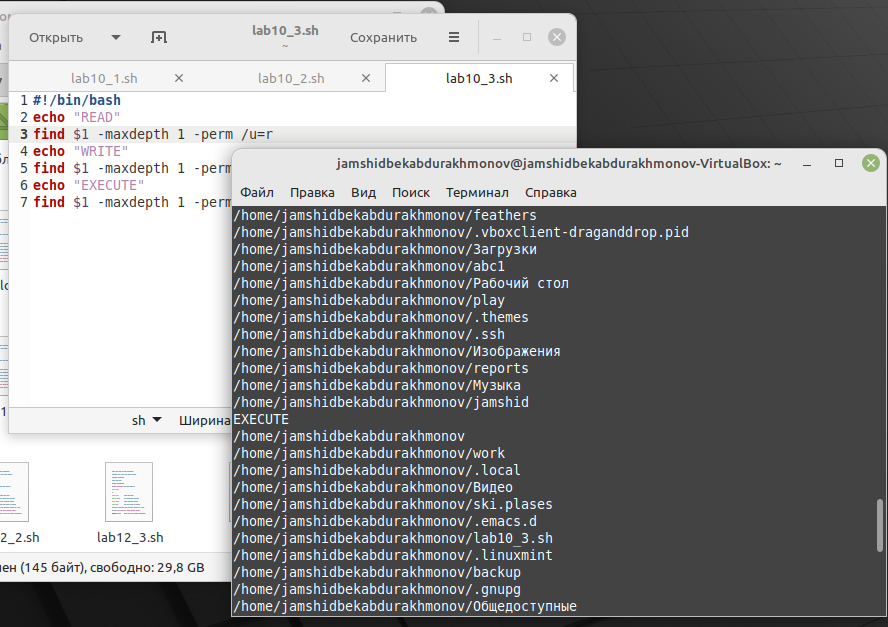 Открыть
lab10_3.sh
~
Сохранить
lab10_1.sh
lab10_2.sh
lab10_3.sh
1 #!/bin/bash
2 echo "READ"
3 find $1 -maxdepth 1 -perm /u=r
4 echo "WRITE"
5 find $1 -maxdepth 1 -perm
6 echo "EXECUTE"
7 find $1 -maxdepth 1 -perm
sh
Ширина
jamshidbekabdurakhmonov@jamshidbekabdurakhmonov-VirtualBox: ~
Файл Правка Вид Поиск Терминал Справка
/home/jamshidbekabdurakhmonov/feathers
/home/jamshidbekabdurakhmonov/.vboxclient-draganddrop.pid
/home/jamshidbekabdurakhmonov/Загрузки
/home/jamshidbekabdurakhmonov/abc1
/home/jamshidbekabdurakhmonov/Рабочий стол
/home/jamshidbekabdurakhmonov/play
/home/jamshidbekabdurakhmonov/.themes
/home/jamshidbekabdurakhmonov/.ssh
/home/jamshidbekabdurakhmonov/Изображения
/home/jamshidbekabdurakhmonov/reports
/home/jamshidbekabdurakhmonov/Музыка
/home/jamshidbekabdurakhmonov/jamshid
EXECUTE
/home/jamshidbekabdurakhmonov
/home/jamshidbekabdurakhmonov/work
/home/jamshidbekabdurakhmonov/.local
/home/jamshidbekabdurakhmonov/Видео
/home/jamshidbekabdurakhmonov/ski.plases
/home/jamshidbekabdurakhmonov/.emacs.d
/home/jamshidbekabdurakhmonov/lab10_3.sh
/home/jamshidbekabdurakhmonov/.linuxmint
/home/jamshidbekabdurakhmonov/backup
/home/jamshidbekabdurakhmonov/.gnupg
/home/jamshidbekabdurakhmonov/Общедоступные
2_2.sh
lab12_3.sh
ен (145 байт), свободно: 29,8 GB